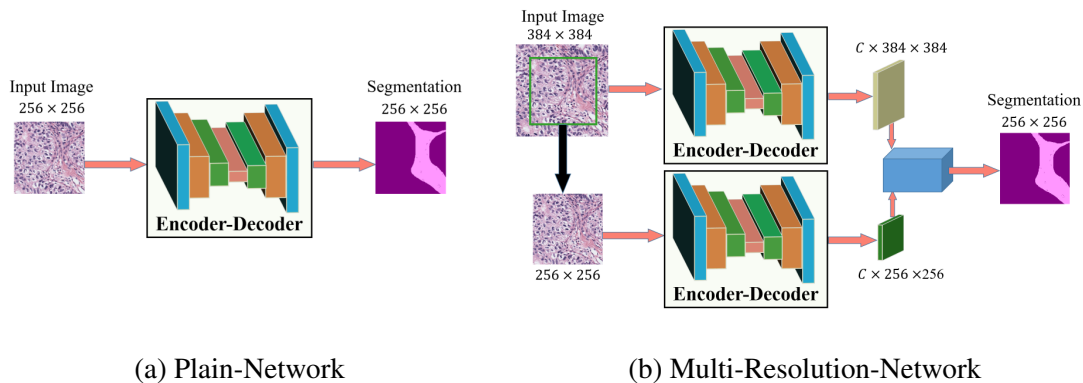 Input Image
256 × 256
Segmentation
256 × 256
Encoder-Decoder
(a) Plain-Network
Input Image
384 × 384
C × 384 × 384
Encoder-Decoder
Segmentation
256 × 256
256 × 256
Encoder-Decoder
C × 256 ×256
(b) Multi-Resolution-Network